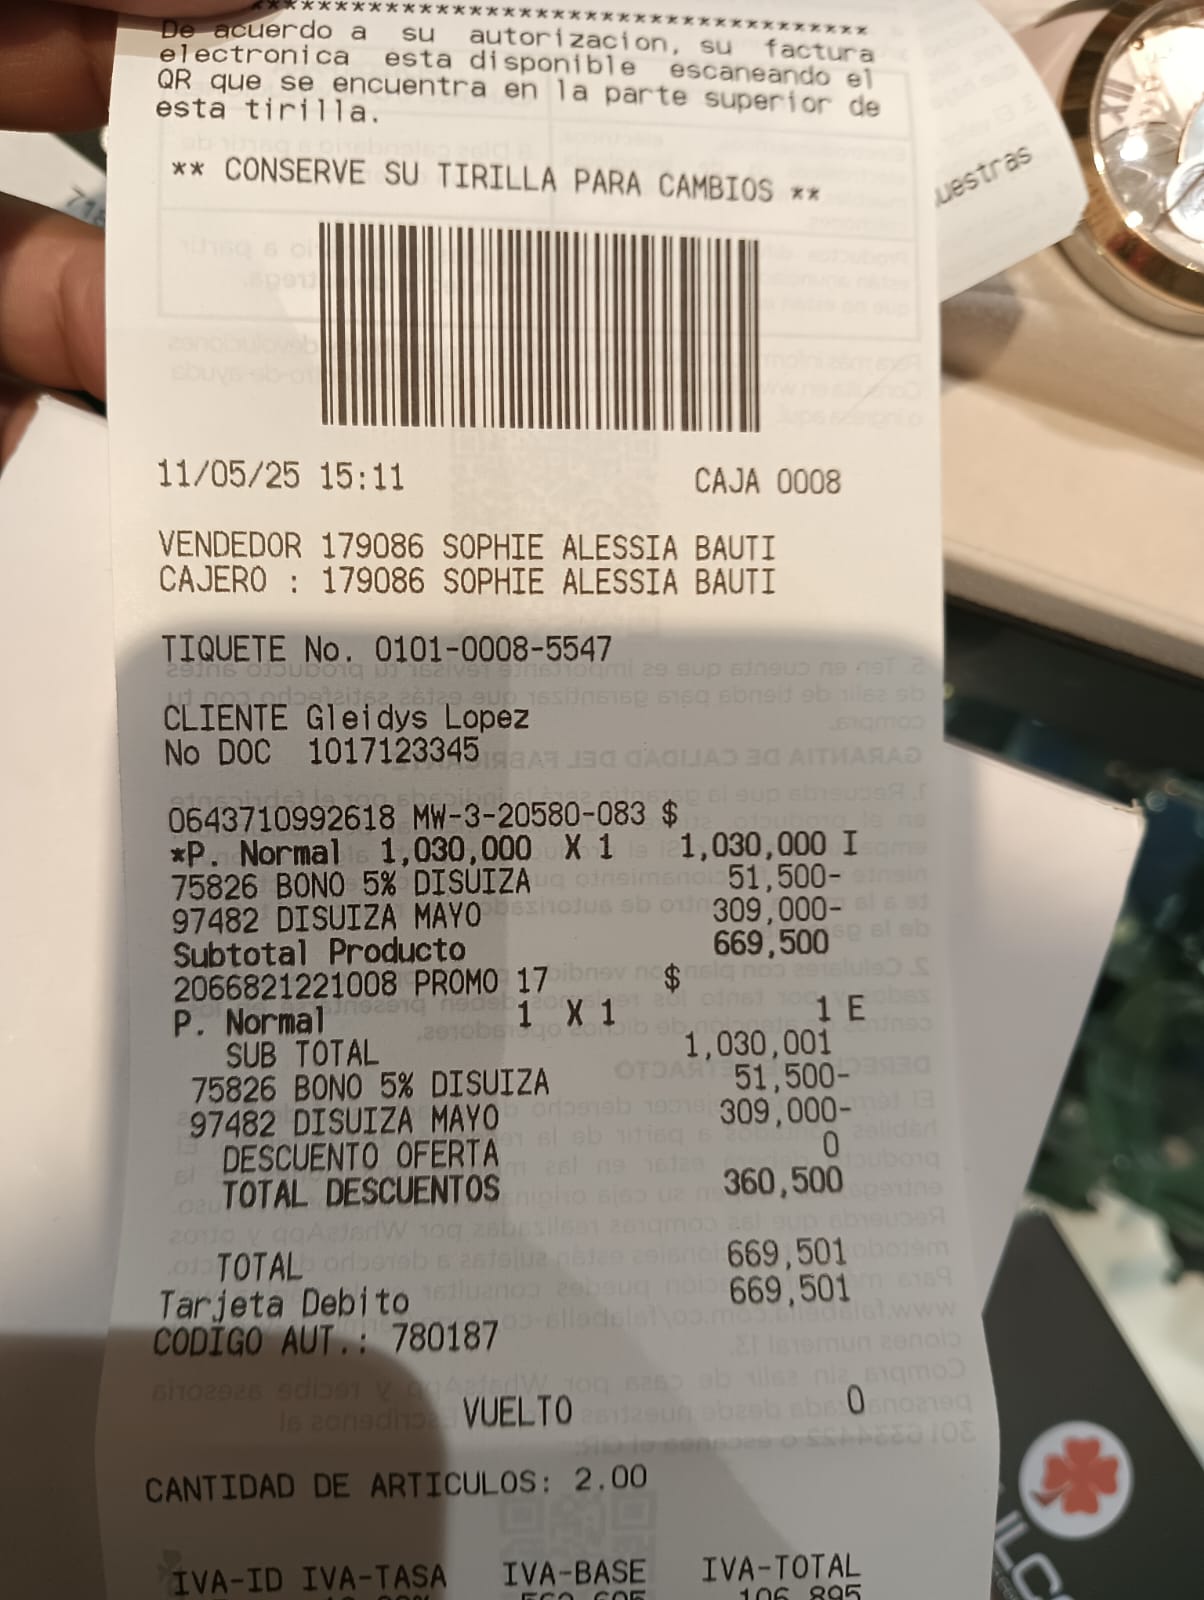 ************************************
De acuerdo a su autorizacion, su factura
electronica esta disponible escaneando el
QR que se encuentra en la parte superior de
esta tirilla.
** CONSERVE SU TIRILLA PARA CAMBIOS **
11/05/25 15:11 CAJA 0008
VENDEDOR 179086 SOPHIE ALESSIA BAUTI
CAJERO : 179086 SOPHIE ALESSIA BAUTI
TIQUETE No. 0101-0008-5547
CLIENTE Gleidys Lopez
No DOC 1017123345
0643710992618 MW-3-20580-083 $
*P. Normal 1,030,000 X 1 1,030,000 I
75826 BONO 5% DISUIZA 51,500-
97482 DISUIZA MAYO 309,000-
Subtotal Producto 669,500
2066821221008 PROMO 17 $
P. Normal 1 X 1 1 E
SUB TOTAL 1,030,001
75826 BONO 5% DISUIZA 51,500-
97482 DISUIZA MAYO 309,000-
DESCUENTO OFERTA 0
TOTAL DESCUENTOS 360,500
TOTAL 669,501
Tarjeta Debito 669,501
CODIGO AUT.: 780187
VUELTO 0
CANTIDAD DE ARTICULOS: 2.00
IVA-ID IVA-TASA IVA-BASE IVA-TOTAL
106,895